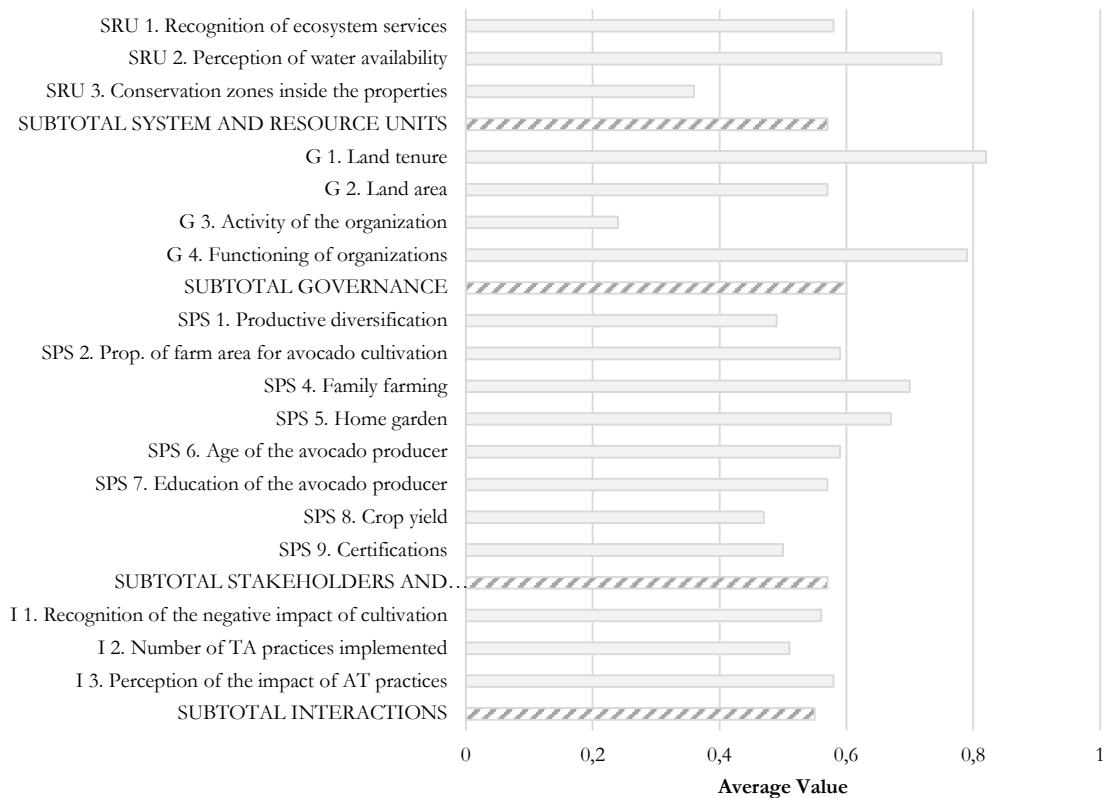 SRU 1. Recognition of ecosystem services
SRU 2. Perception of water availability
SRU 3. Conservation zones inside the properties
SUBTOTAL SYSTEM AND RESOURCE UNITS
G 1. Land tenure
G 2. Land area
G 3. Activity of the organization
G 4. Functioning of organizations
SUBTOTAL GOVERNANCE
SPS 1. Productive diversification
SPS 2. Prop. of farm area for avocado cultivation
SPS 4. Family farming
SPS 5. Home garden
SPS 6. Age of the avocado producer
SPS 7. Education of the avocado producer
SPS 8. Crop yield
SPS 9. Certifications
SUBTOTAL STAKEHOLDERS AND…
I 1. Recognition of the negative impact of cultivation
I 2. Number of TA practices implemented
I 3. Perception of the impact of AT practices
SUBTOTAL INTERACTIONS
0 0,2 0,4 0,6 0,8 1
Average Value